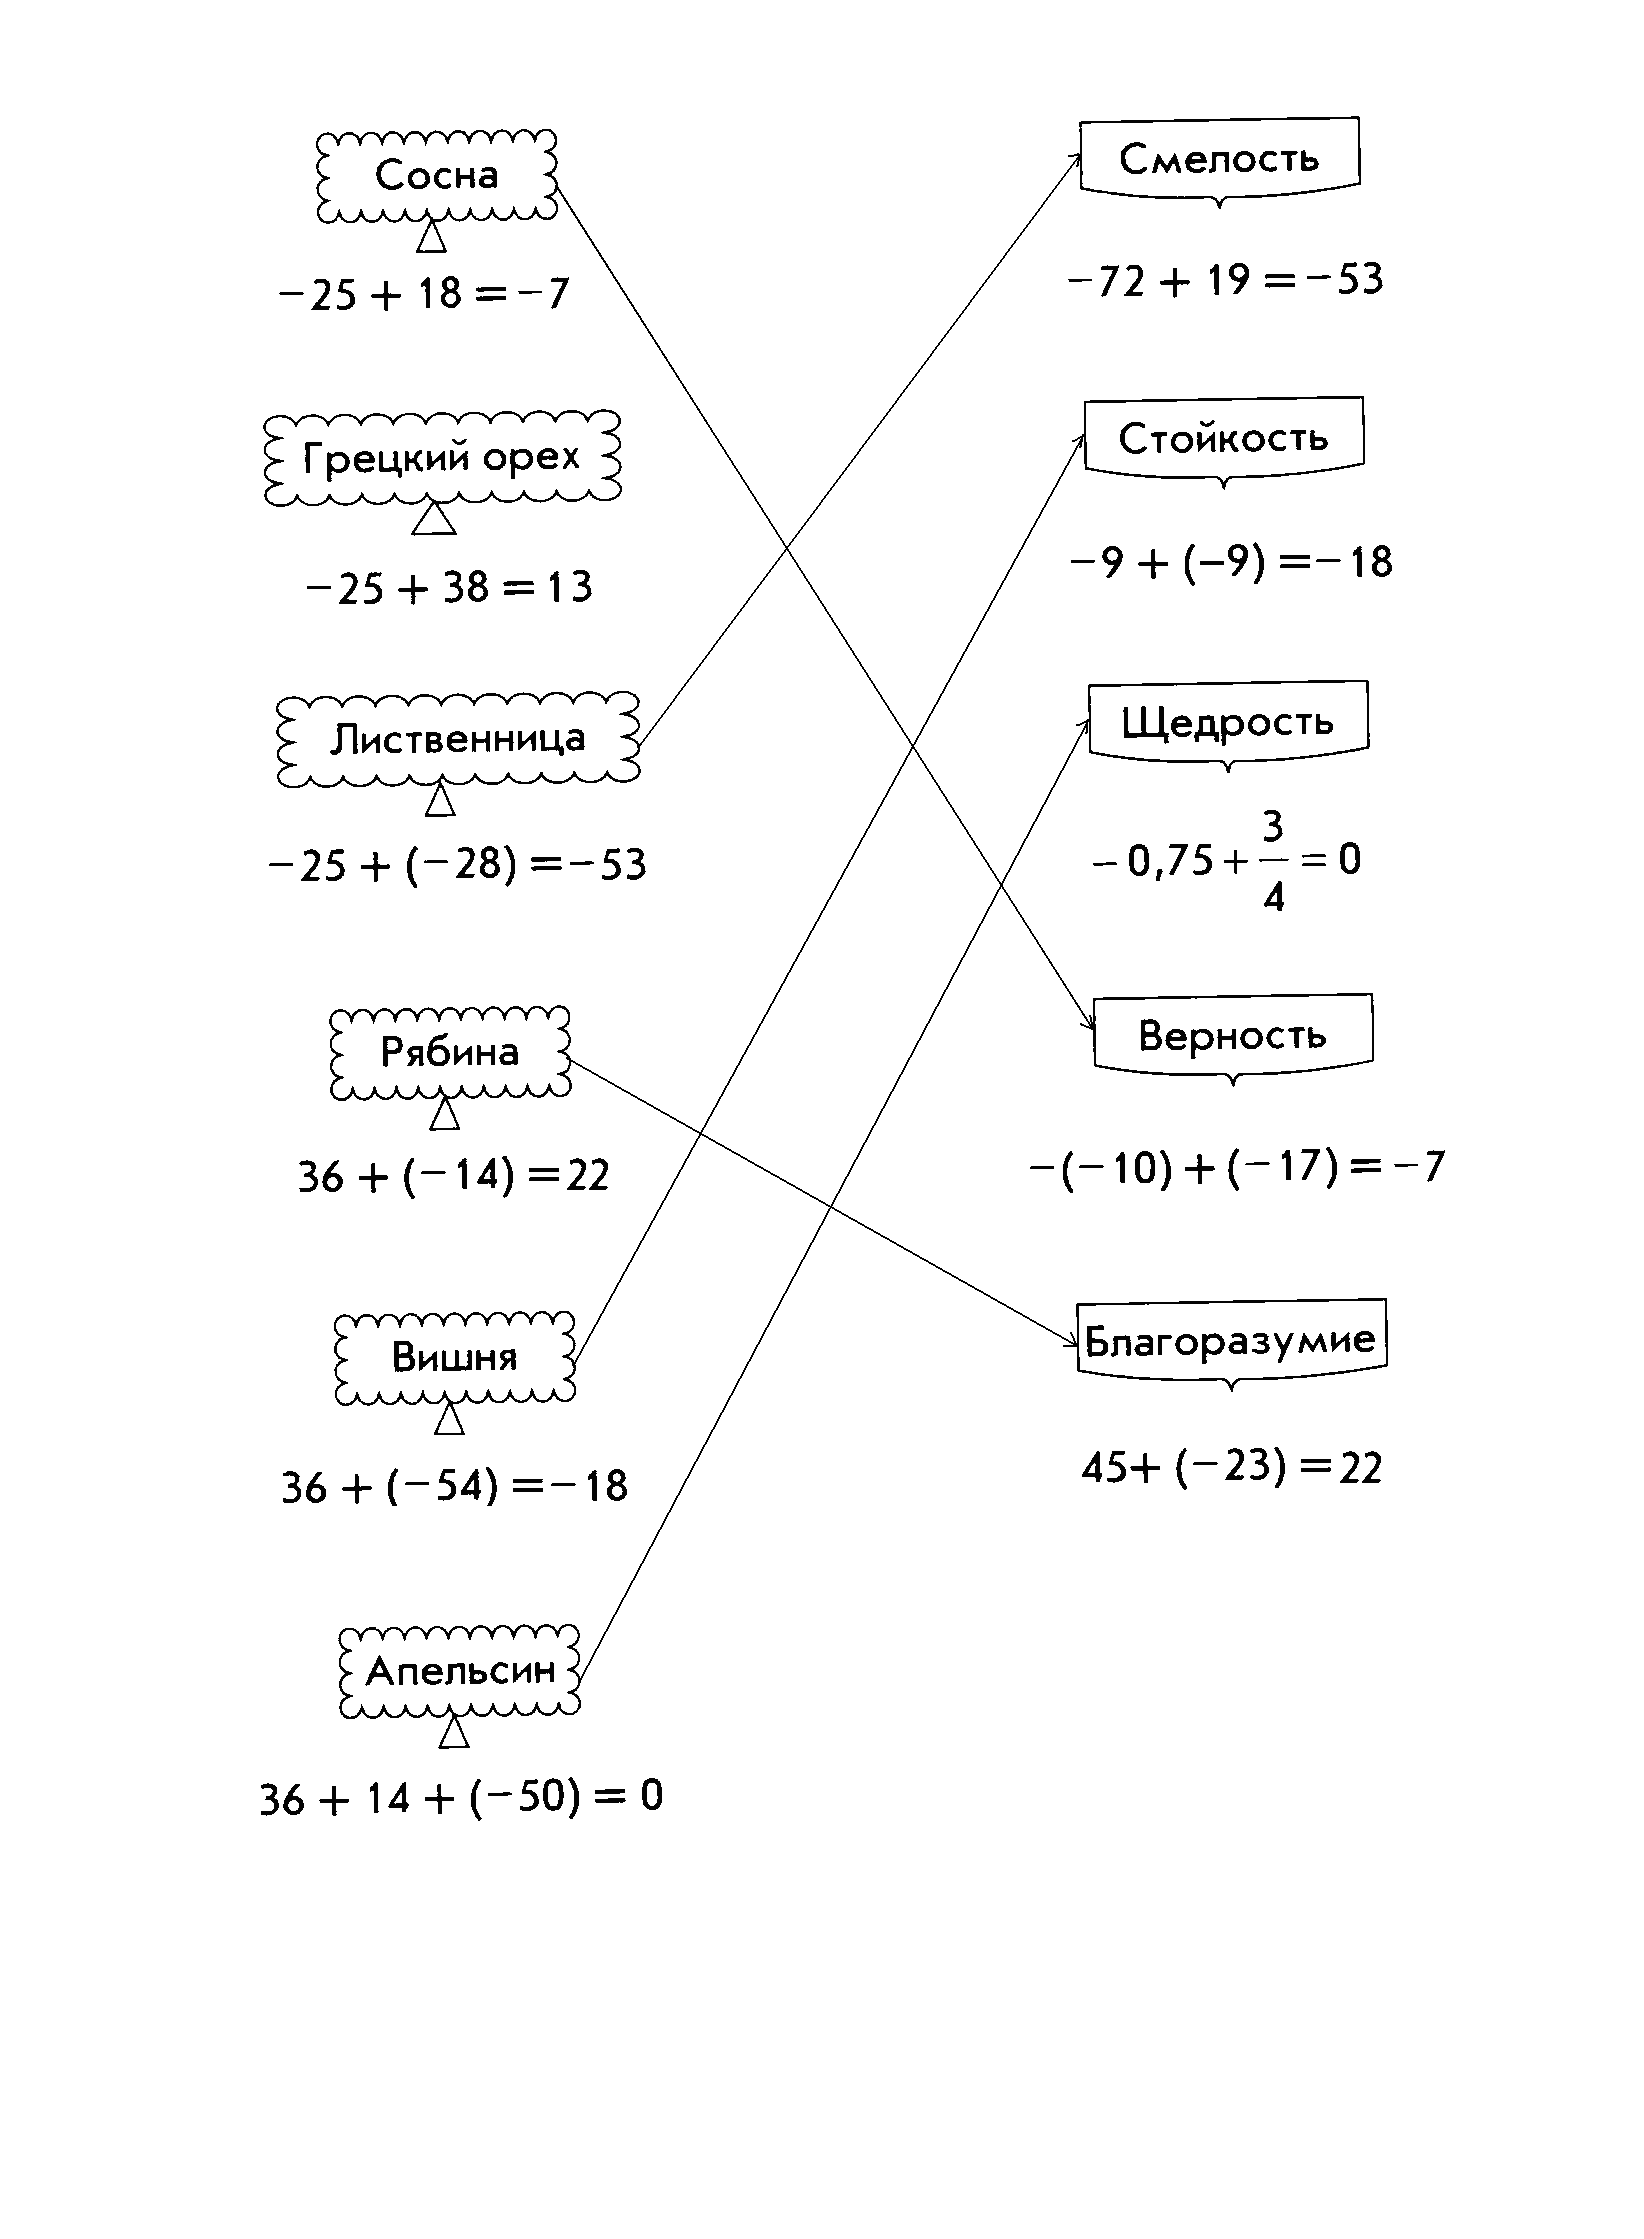 Сосна
−25 + 18 = −7
Грецкий орех
−25 + 38 = 13
Лиственница
−25 + (−28) = −53
Рябина
36 + (−14) = 22
Вишня
36 + (−54) = −18
Апельсин
36 + 14 + (−50) = 0
Смелость
−72 + 19 = −53
Стойкость
−9 + (−9) = −18
Щедрость
−0,75 + 3/4 = 0
Верность
−(−10) + (−17) = −7
Благоразумие
45+ (−23) = 22